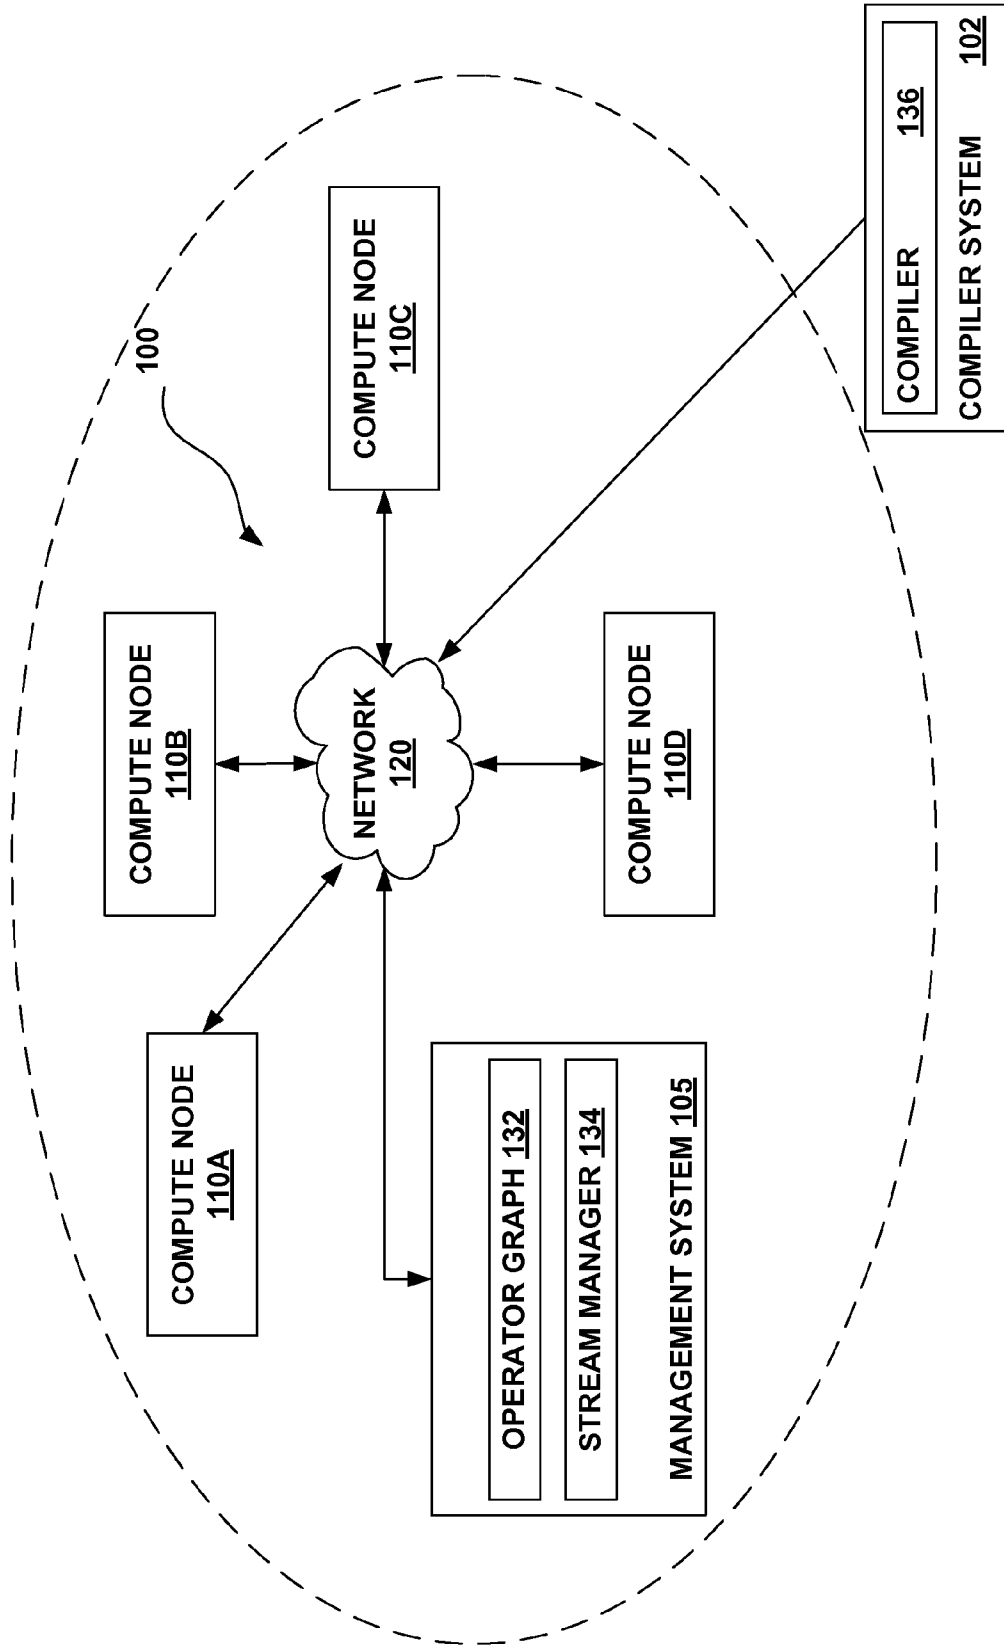 100
COMPUTE NODE
110A
COMPUTE NODE
110B
COMPUTE NODE
110C
NETWORK
120
OPERATOR GRAPH 132
STREAM MANAGER 134
MANAGEMENT SYSTEM 105
COMPUTE NODE
110D
COMPILER 136
COMPILER SYSTEM 102